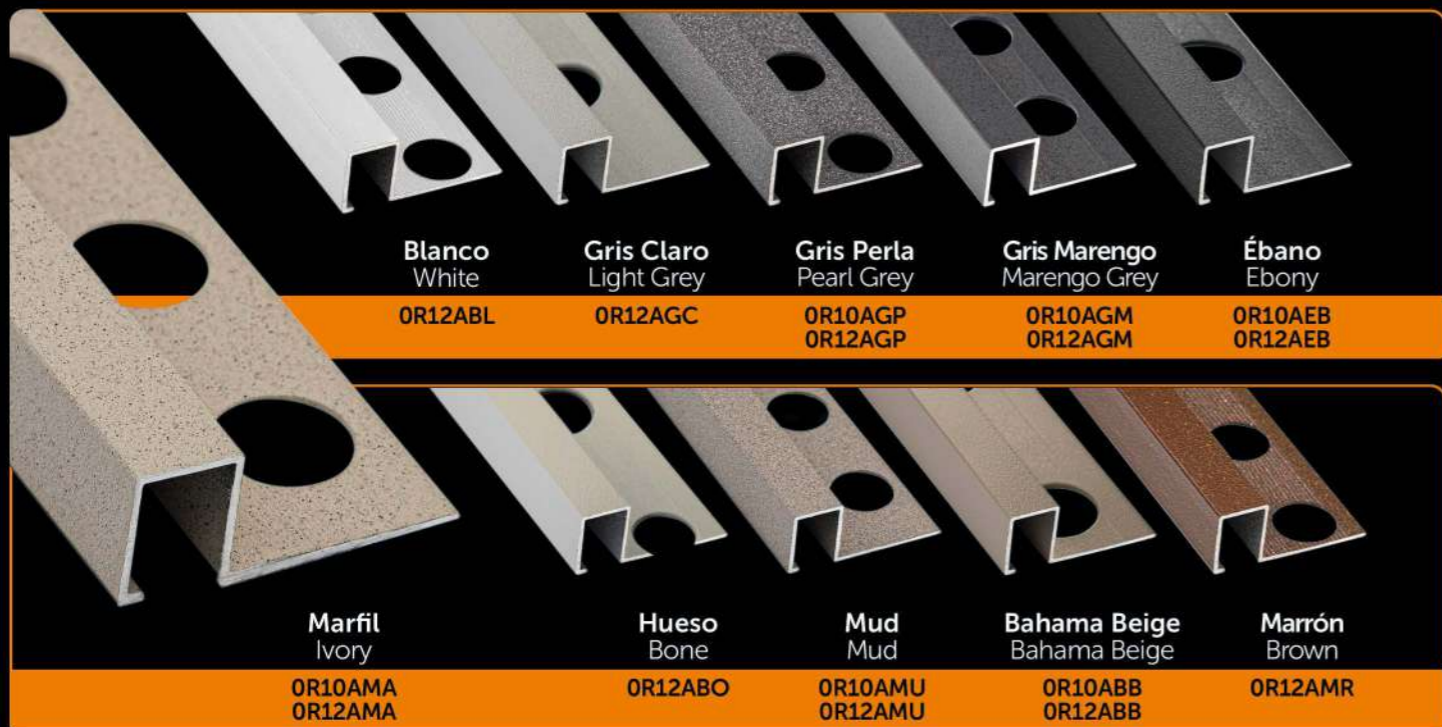 Blanco
White
Gris Claro
Light Grey
Gris Perla
Pearl Grey
Gris Marengo
Marengo Grey
Ébano
Ebony
0R12ABL
0R12AGC
0R10AGP
0R12AGP
0R10AGM
0R12AGM
0R10AEB
0R12AEB
Marfil
Ivory
Hueso
Bone
Mud
Mud
Bahama Beige
Bahama Beige
Marrón
Brown
0R10AMA
0R12AMA
0R12ABO
0R10AMU
0R12AMU
0R10ABB
0R12ABB
0R12AMR